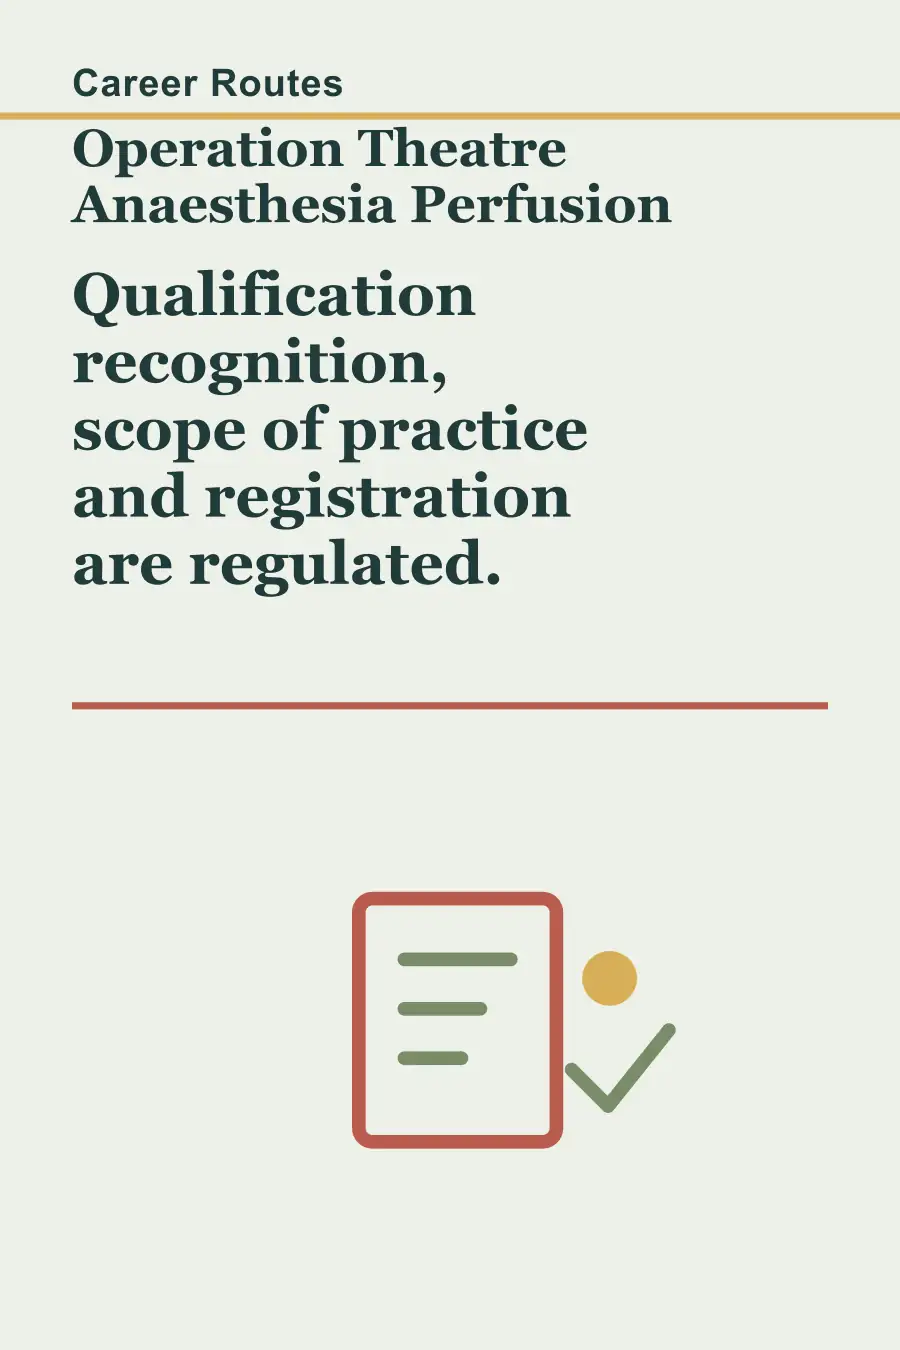 Career Routes
Operation Theatre
Anaesthesia Perfusion
Qualification
recognition,
scope of practice
and registration
are regulated.